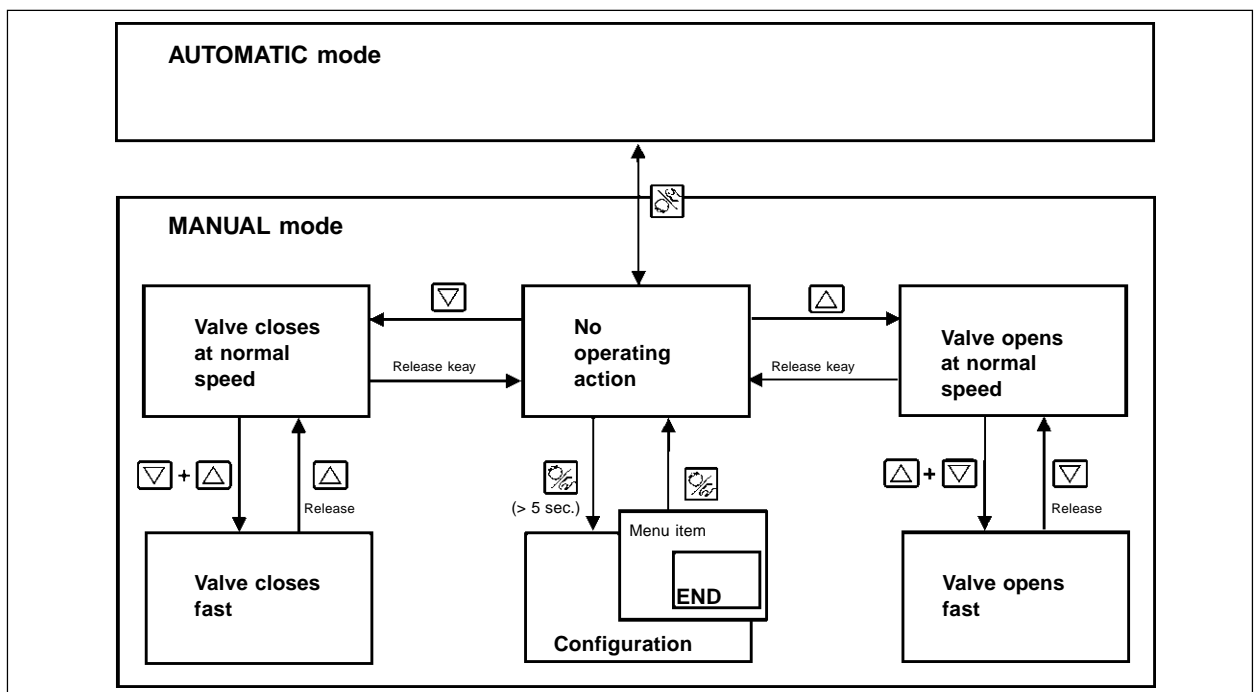 AUTOMATIC mode
MANUAL mode
Valve closes
at normal
speed
Release keay
No
operating
action
Release keay
Valve opens
at normal
speed
+
Release
(> 5 sec.)
Menu item
END
Configuration
+
Release
Valve closes
fast
Valve opens
fast